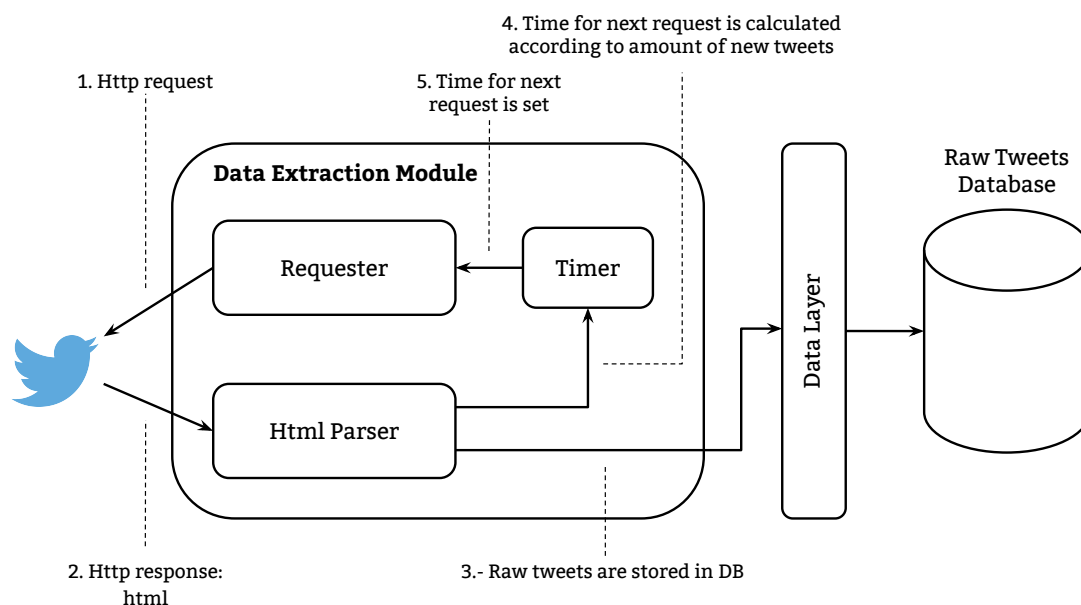 4. Time for next request is calculated
according to amount of new tweets
1. Http request
5. Time for next
request is set
Data Extraction Module
Raw Tweets
Database
Requester
Timer
Data Layer
Html Parser
2. Http response:
html
3.- Raw tweets are stored in DB